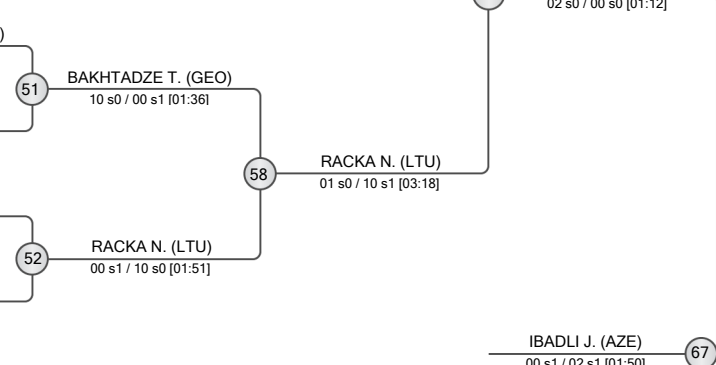 02 s0 / 00 s0 [01:12]
)
51
BAKHTADZE T. (GEO)
10 s0 / 00 s1 [01:36]
58
RACKA N. (LTU)
01 s0 / 10 s1 [03:18]
52
RACKA N. (LTU)
00 s1 / 10 s0 [01:51]
IBADLI J. (AZE)
67
00 s1 / 02 s1 [01:50]